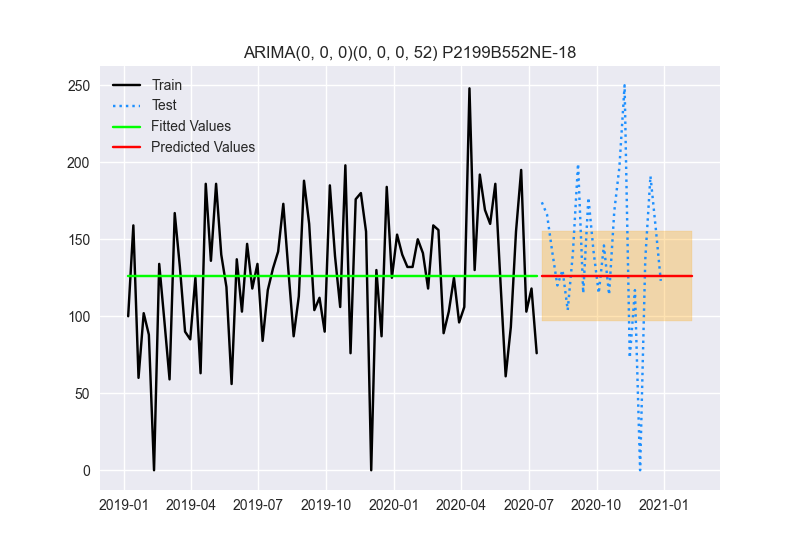 ARIMA(0, 0, 0)(0, 0, 0, 52) P2199B552NE-18
Train
Test
Fitted Values
Predicted Values
250
200
150
100
50
0
2019-01 2019-04 2019-07 2019-10 2020-01 2020-04 2020-07 2020-10 2021-01